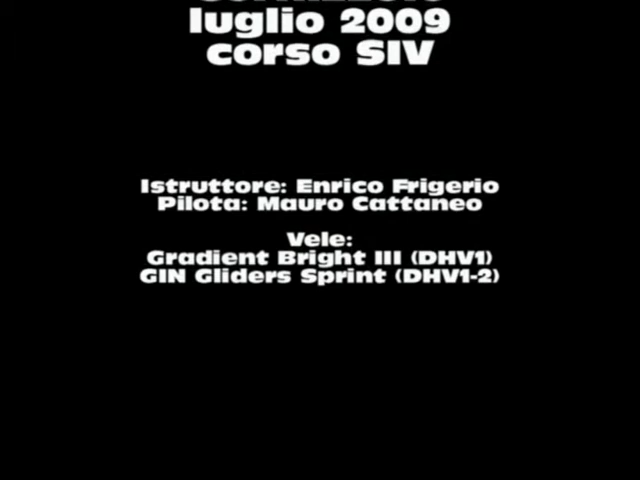 luglio 2009
corso SIV
Istruttore: Enrico Frigerio
Pilota: Mauro Cattaneo
Vele:
Gradient Bright III (DHV1)
GIN Gliders Sprint (DHV1-2)